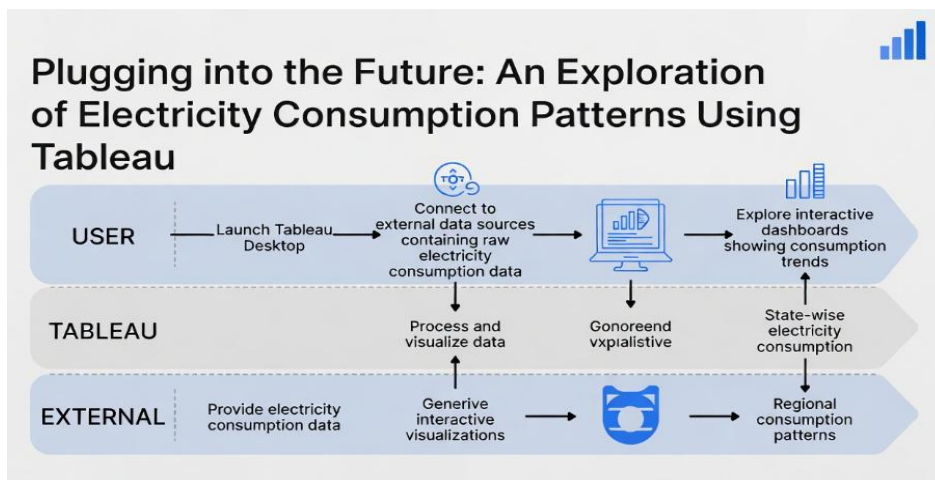 Plugging into the Future: An Exploration
of Electricity Consumption Patterns Using
Tableau
USER
Launch Tableau
Desktop
Connect to
external data sources
containing raw
electricity
consumption data
Explore interactive
dashboards
showing consumption
trends
TABLEAU
Process and
visualize data
Gonoreend
vxpıalistive
State-wise
electricity
consumption
EXTERNAL
Provide electricity
consumption data
Generive
interactive
visualizations
Regional
consumption
patterns